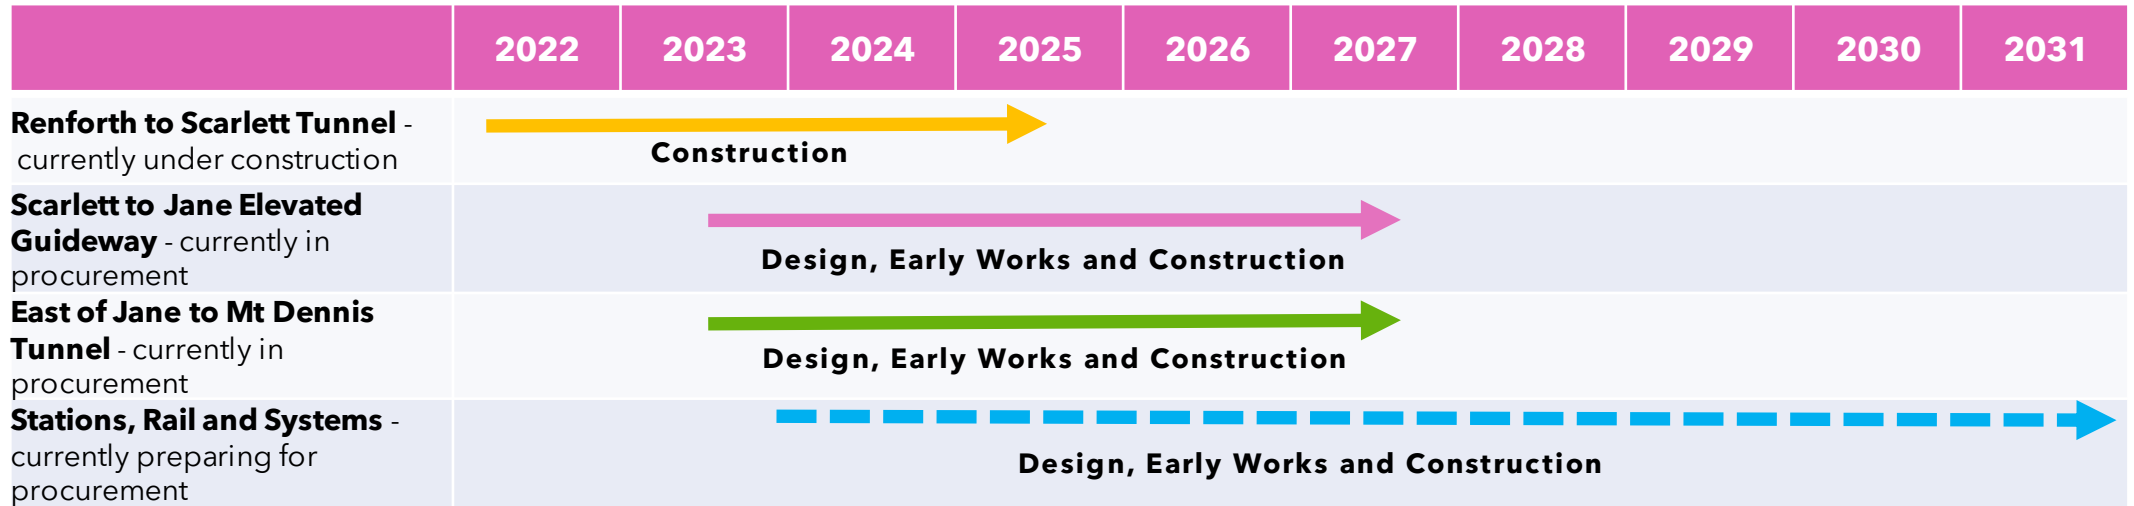 2022 2023 2024 2025 2026 2027 2028 2029 2030 2031
Renforth to Scarlett Tunnel -
currently under construction
Construction
Scarlett to Jane Elevated
Guideway - currently in
procurement
Design, Early Works and Construction
East of Jane to Mt Dennis
Tunnel - currently in
procurement
Design, Early Works and Construction
Stations, Rail and Systems -
currently preparing for
procurement
Design, Early Works and Construction